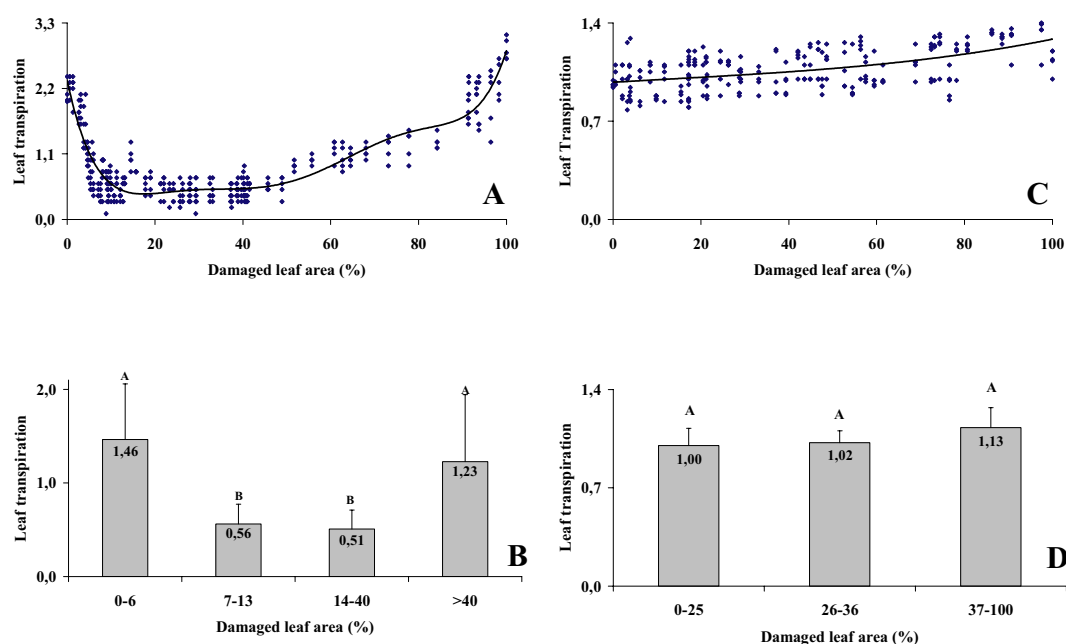 3,3
2,2
1,1
0,0
Leaf transpiration
0 20 40 60 80 100
Damaged leaf area (%)
A
1,4
0,7
0,0
Leaf Transpiration
0 20 40 60 80 100
Damaged leaf area (%)
C
2,0
1,0
0,0
Leaf transpiration
A
B
B
A
1,46
0,56
0,51
1,23
0-6 7-13 14-40 >40
Damaged leaf area (%)
B
1,4
0,7
0,0
Leaf transpiration
A
A
A
1,00
1,02
1,13
0-25 26-36 37-100
Damaged leaf area (%)
D